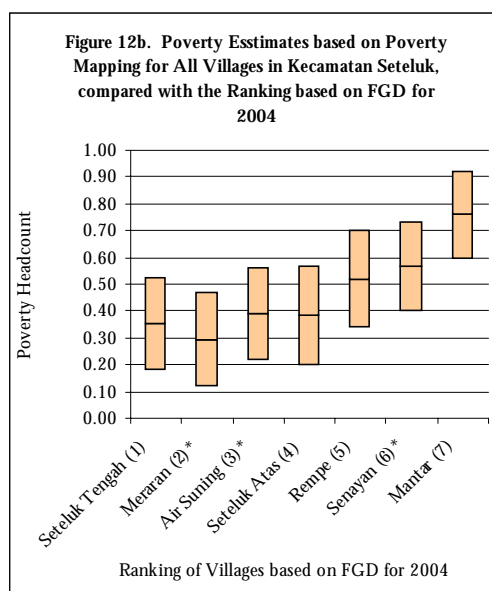 Figure 12b. Poverty Esstimates based on Poverty
Mapping for All Villages in Kecamatan Seteluk,
compared with the Ranking based on FGD for
2004
Poverty Headcount
1.00
0.90
0.80
0.70
0.60
0.50
0.40
0.30
0.20
0.10
0.00
Seteluk Tengah (1)
Meraran (2)*
Air Suning (3)*
Seteluk Atas (4)
Rempe (5)
Senayan (6)*
Mantar (7)
Ranking of Villages based on FGD for 2004